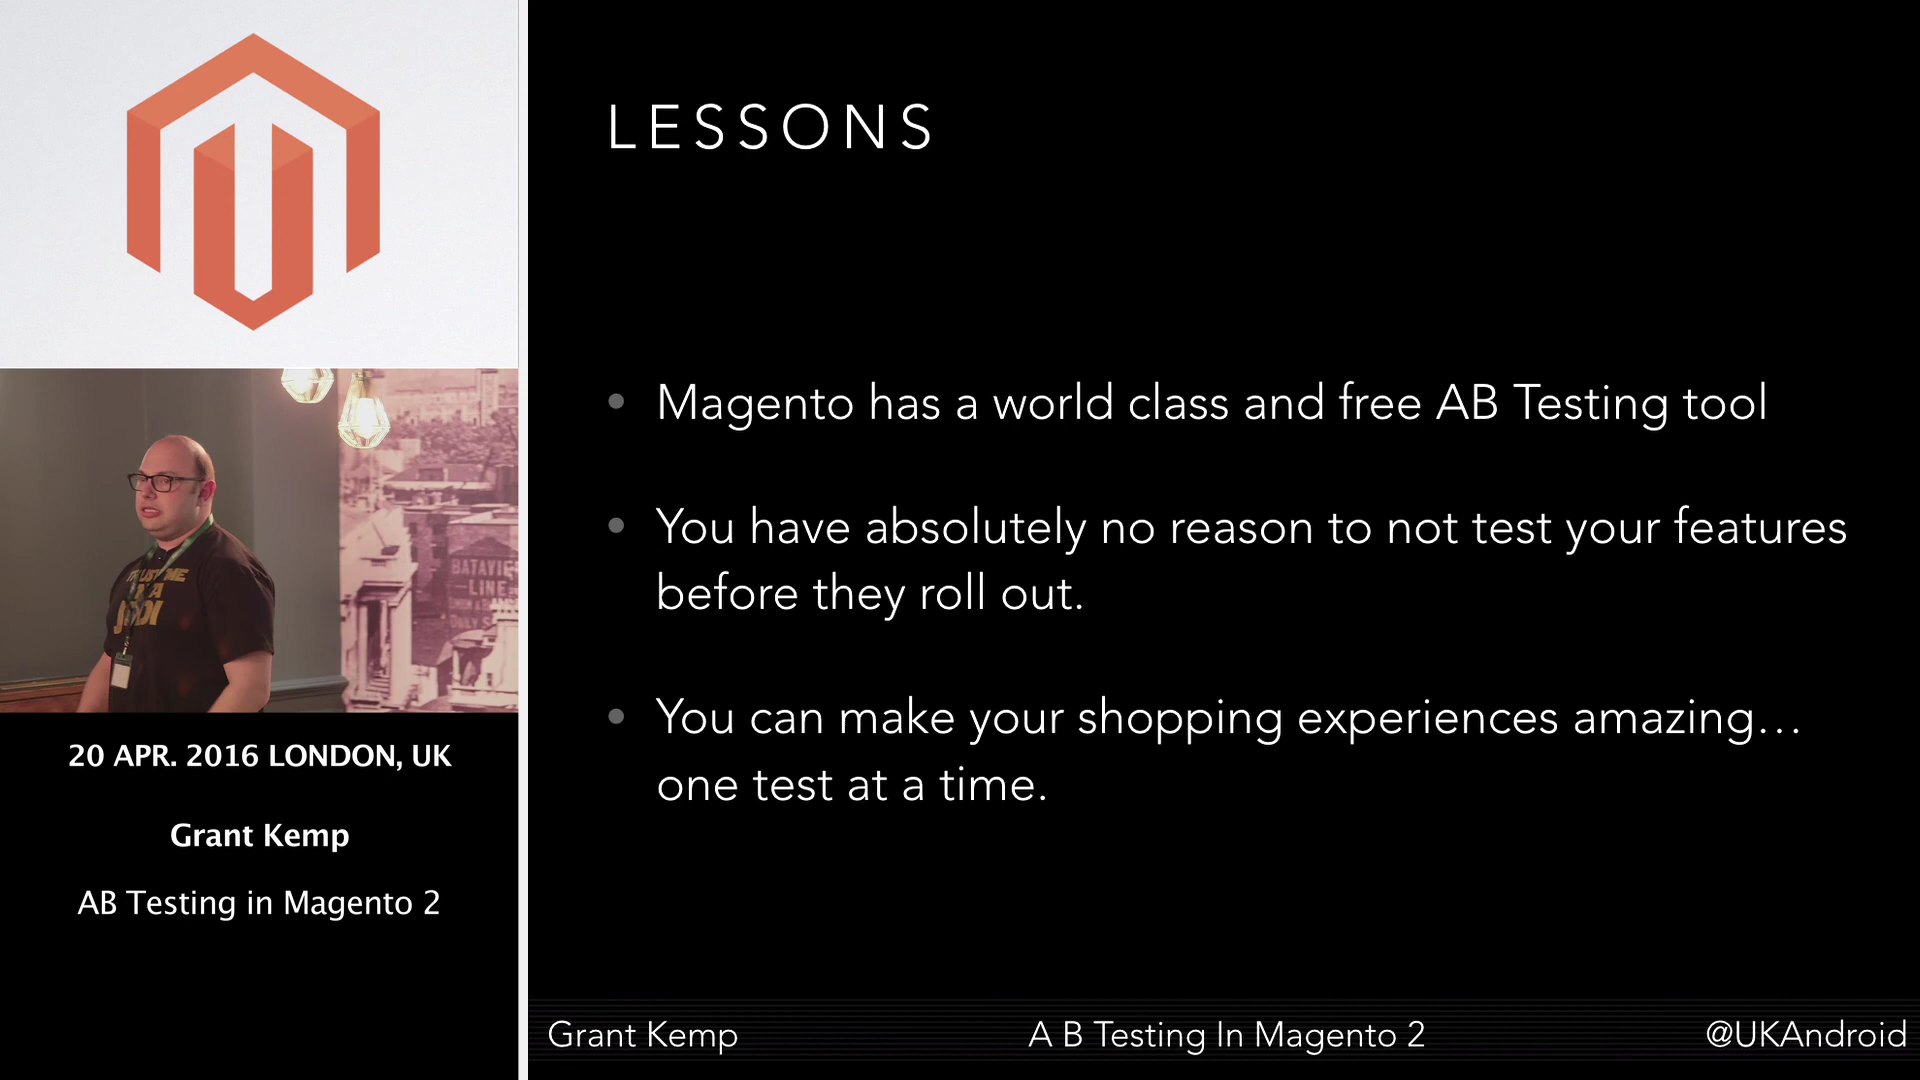 LESSONS
Magento has a world class and free AB Testing tool
You have absolutely no reason to not test your features
before they roll out.
You can make your shopping experiences amazing...
one test at a time.
BATAVIA
LINE
20 APR. 2016 LONDON, UK
Grant Kemp
AB Testing in Magento 2
Grant Kemp
A B Testing In Magento 2
@UKAndroid